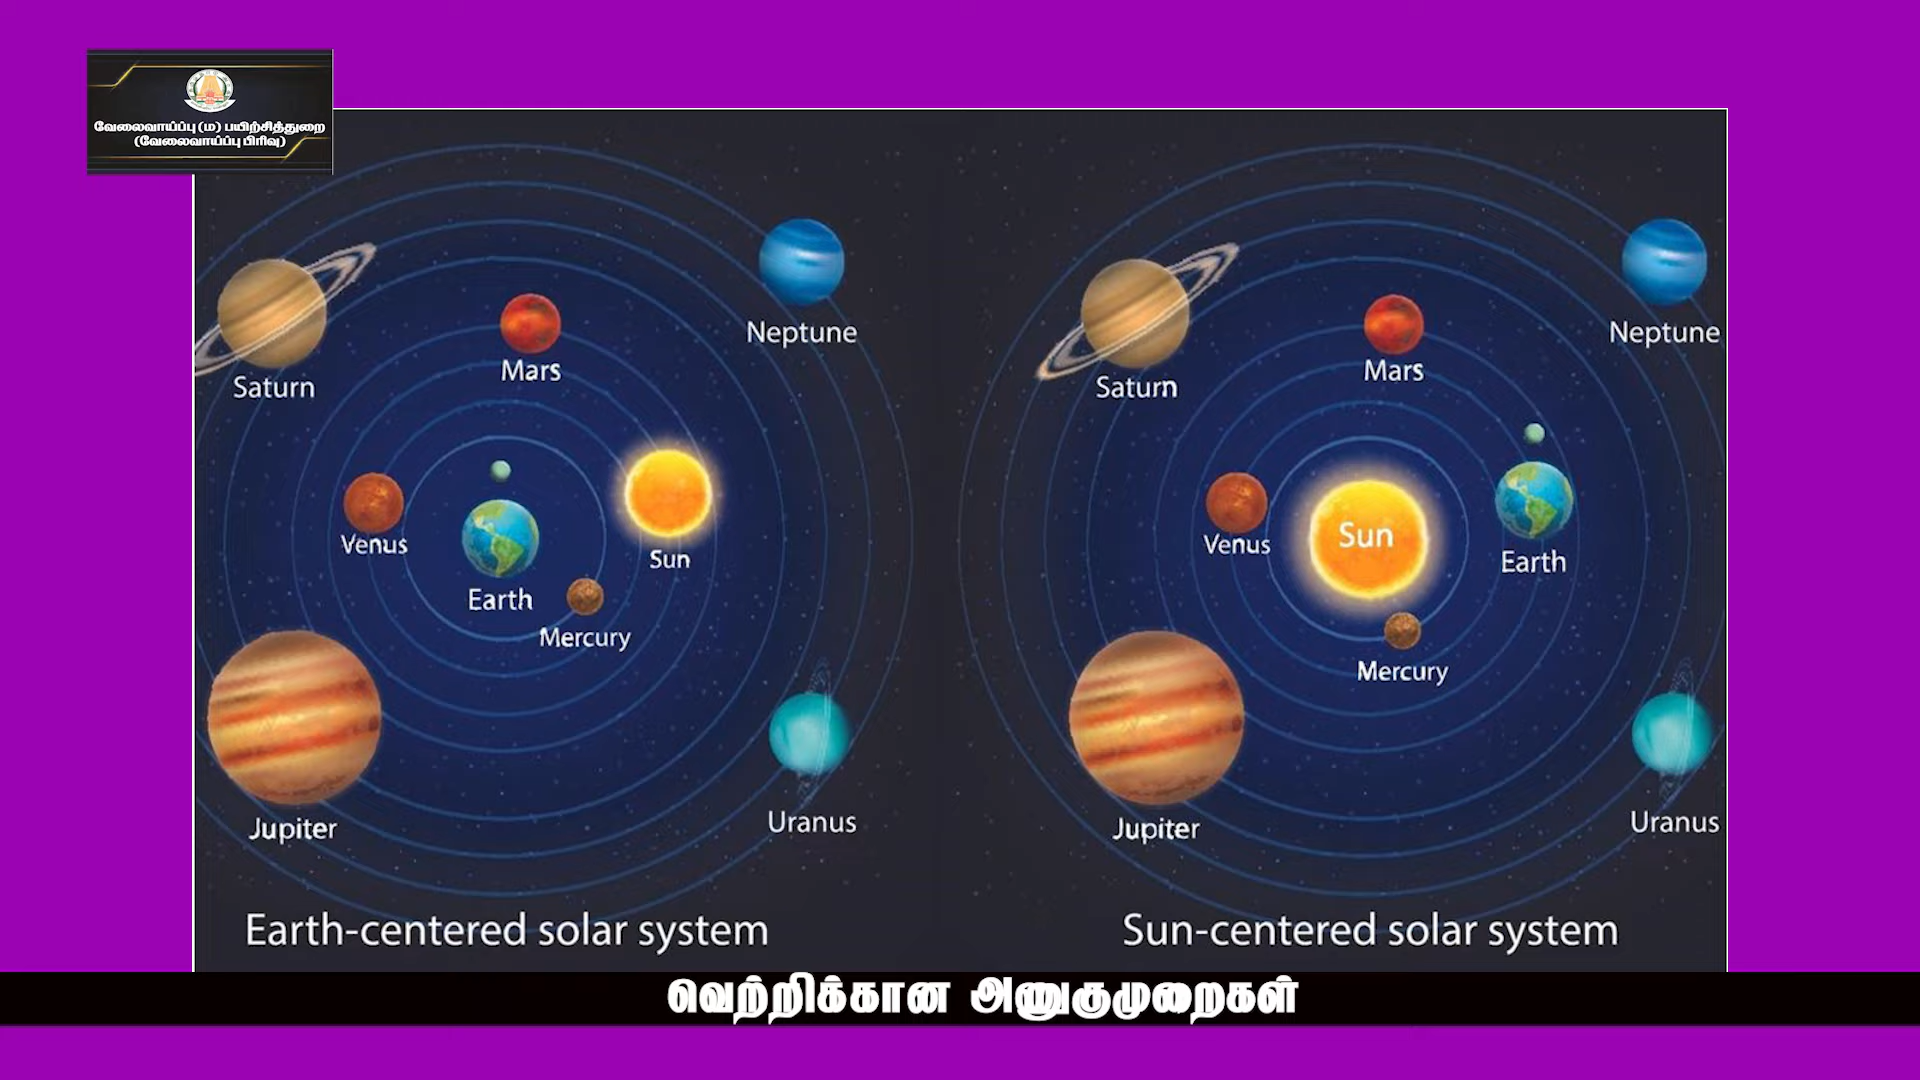 வேலைவாய்ப்பு (ம) பயிற்சித்துறை
(வேலைவாய்ப்பு பிரிவு)
Saturn
Mars
Neptune
Venus
Earth
Sun
Mercury
Jupiter
Uranus
Earth-centered solar system
Saturn
Mars
Neptune
Venus
Sun
Earth
Mercury
Jupiter
Uranus
Sun-centered solar system
வெற்றிக்கான அணுகுமுறைகள்